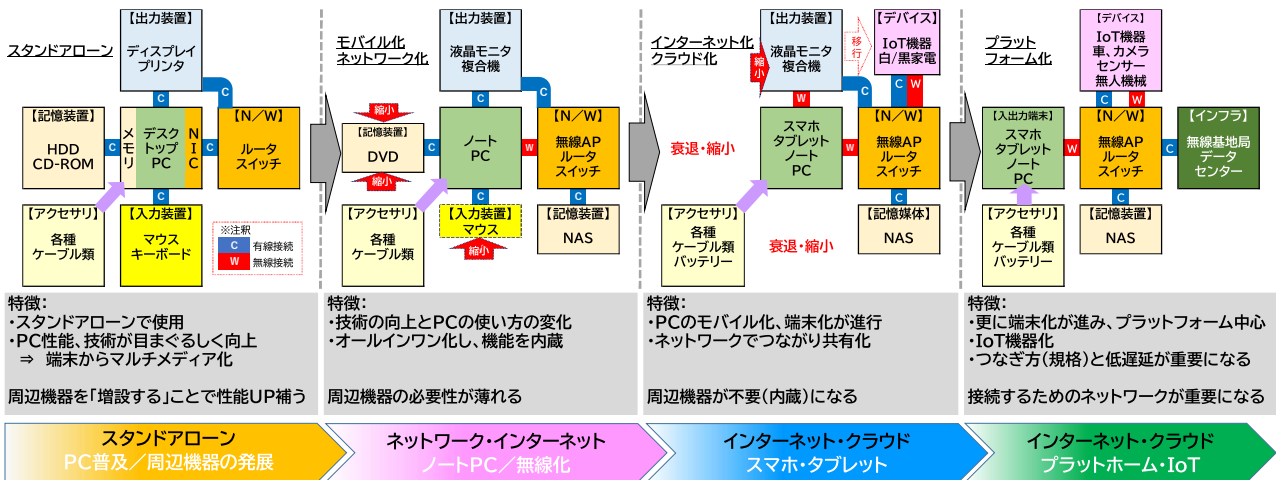 スタンドアローン
【出力装置】
ディスプレイ
プリンタ
C
C
【記憶装置】
HDD
CD-ROM
C
メモリ
デスク
トップ
PC
NIC
C
【N/W】
ルータ
スイッチ
C
【アクセサリ】
各種
ケーブル類
【入力装置】
マウス
キーボード
※注釈
C 有線接続
W 無線接続
特徴:
・スタンドアローンで使用
・PC性能、技術が目まぐるしく向上
⇒ 端末からマルチメディア化
周辺機器を「増設する」ことで性能UP補う
スタンドアローン
PC普及／周辺機器の発展
モバイル化
ネットワーク化
【出力装置】
液晶モニタ
複合機
C
C
縮小
【記憶装置】
DVD
縮小
C
ノート
PC
W
【N/W】
無線AP
ルータ
スイッチ
C
C
【アクセサリ】
各種
ケーブル類
【入力装置】
マウス
縮小
【記憶装置】
NAS
特徴:
・技術の向上とPCの使い方の変化
・オールインワン化し、機能を内蔵
周辺機器の必要性が薄れる
ネットワーク・インターネット
ノートPC／無線化
インターネット化
クラウド化
縮小
【出力装置】
液晶モニタ
複合機
移行
【デバイス】
IoT機器
白/黒家電
W
C
C
W
衰退・縮小
スマホ
タブレット
ノート
PC
W
【N/W】
無線AP
ルータ
スイッチ
C
【アクセサリ】
各種
ケーブル類
バッテリー
衰退・縮小
【記憶媒体】
NAS
特徴:
・PCのモバイル化、端末化が進行
・ネットワークでつながり共有化
周辺機器が不要（内蔵）になる
インターネット・クラウド
スマホ・タブレット
プラット
フォーム化
【デバイス】
IoT機器
車、カメラ
センサー
無人機械
C
W
【入出力端末】
スマホ
タブレット
ノート
PC
W
【N/W】
無線AP
ルータ
スイッチ
C
【インフラ】
無線基地局
データ
センター
C
【アクセサリ】
各種
ケーブル類
バッテリー
【記憶装置】
NAS
特徴:
・更に端末化が進み、プラットフォーム中心
・IoT機器化
・つなぎ方（規格）と低遅延が重要になる
接続するためのネットワークが重要になる
インターネット・クラウド
プラットホーム・IoT